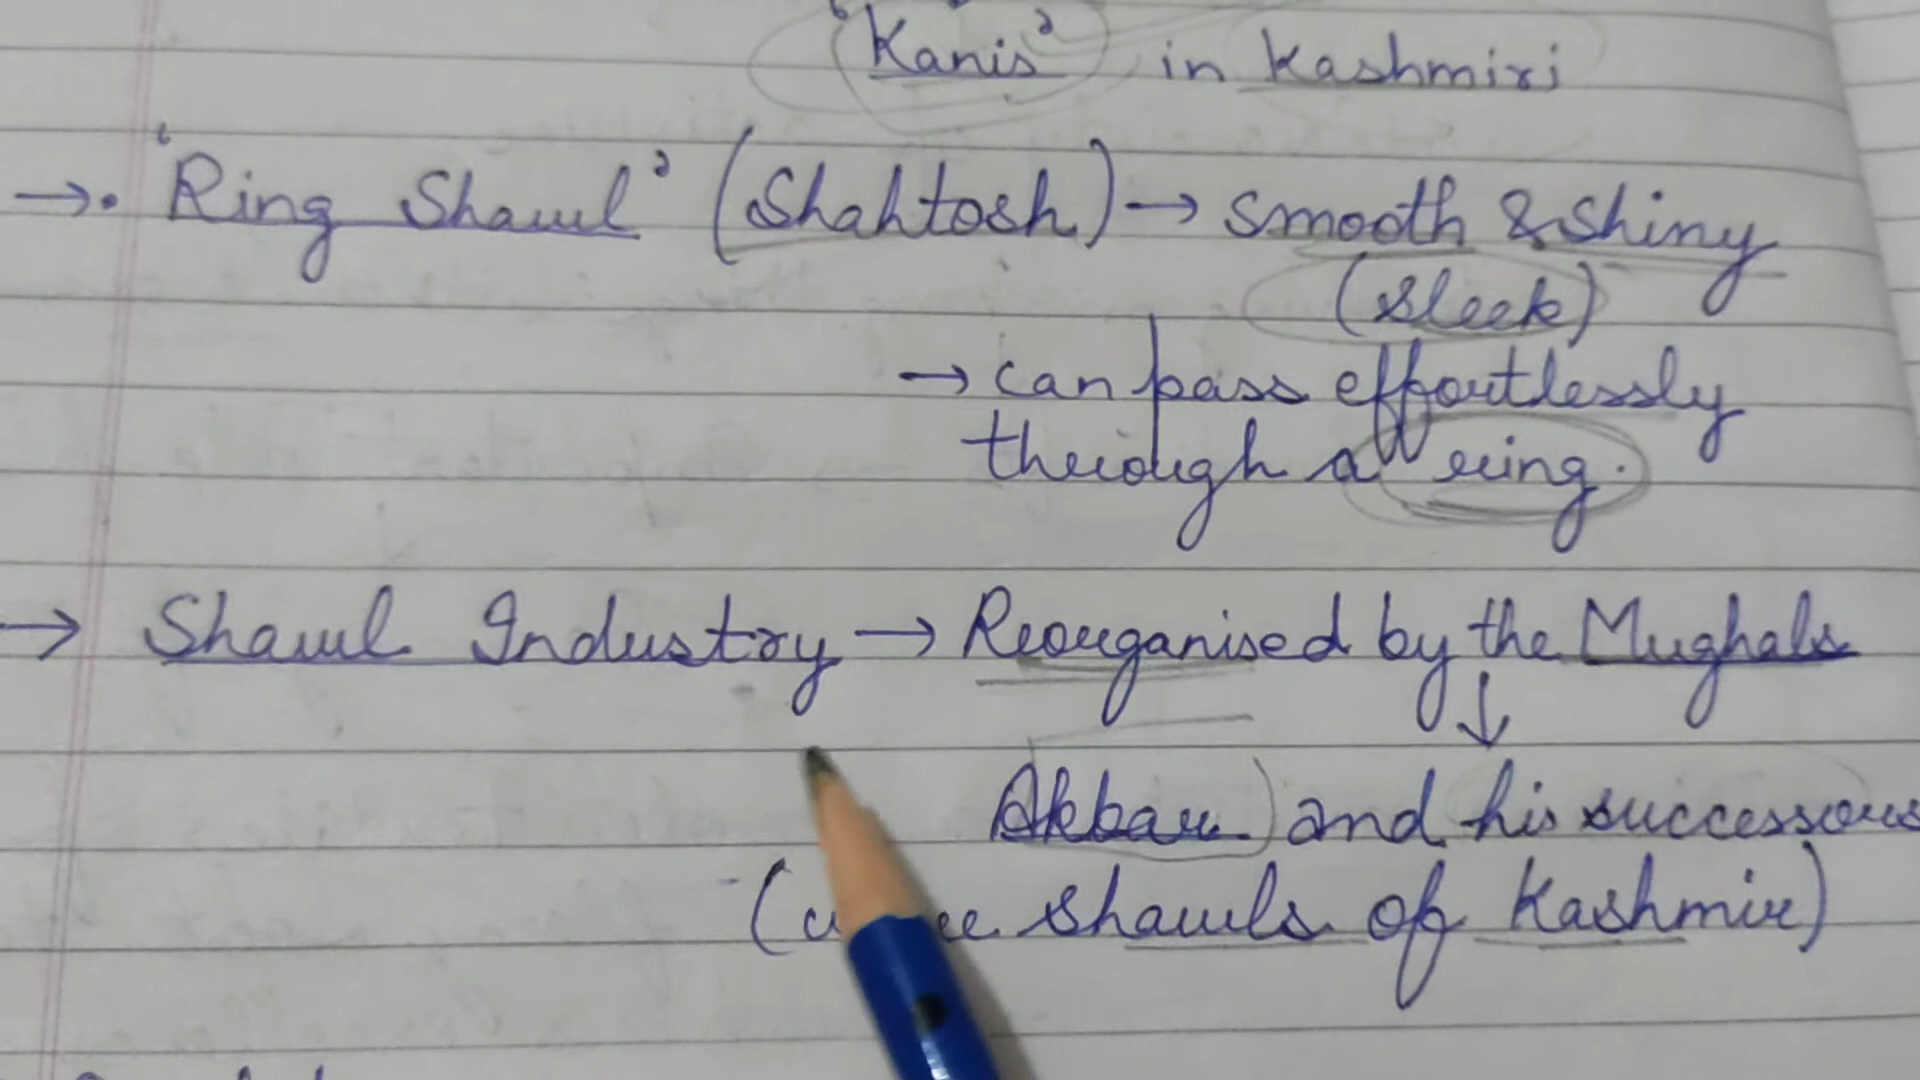 'Kanis' in Kashmiri
→• 'Ring Shawl' (Shahtosh) → Smooth & Shiny
(Sleek)
→ can pass effortlessly
through a ring.
→ Shawl Industry → Reorganised by the Mughals
↓
Akbar and his successors
( shawls of Kashmir)